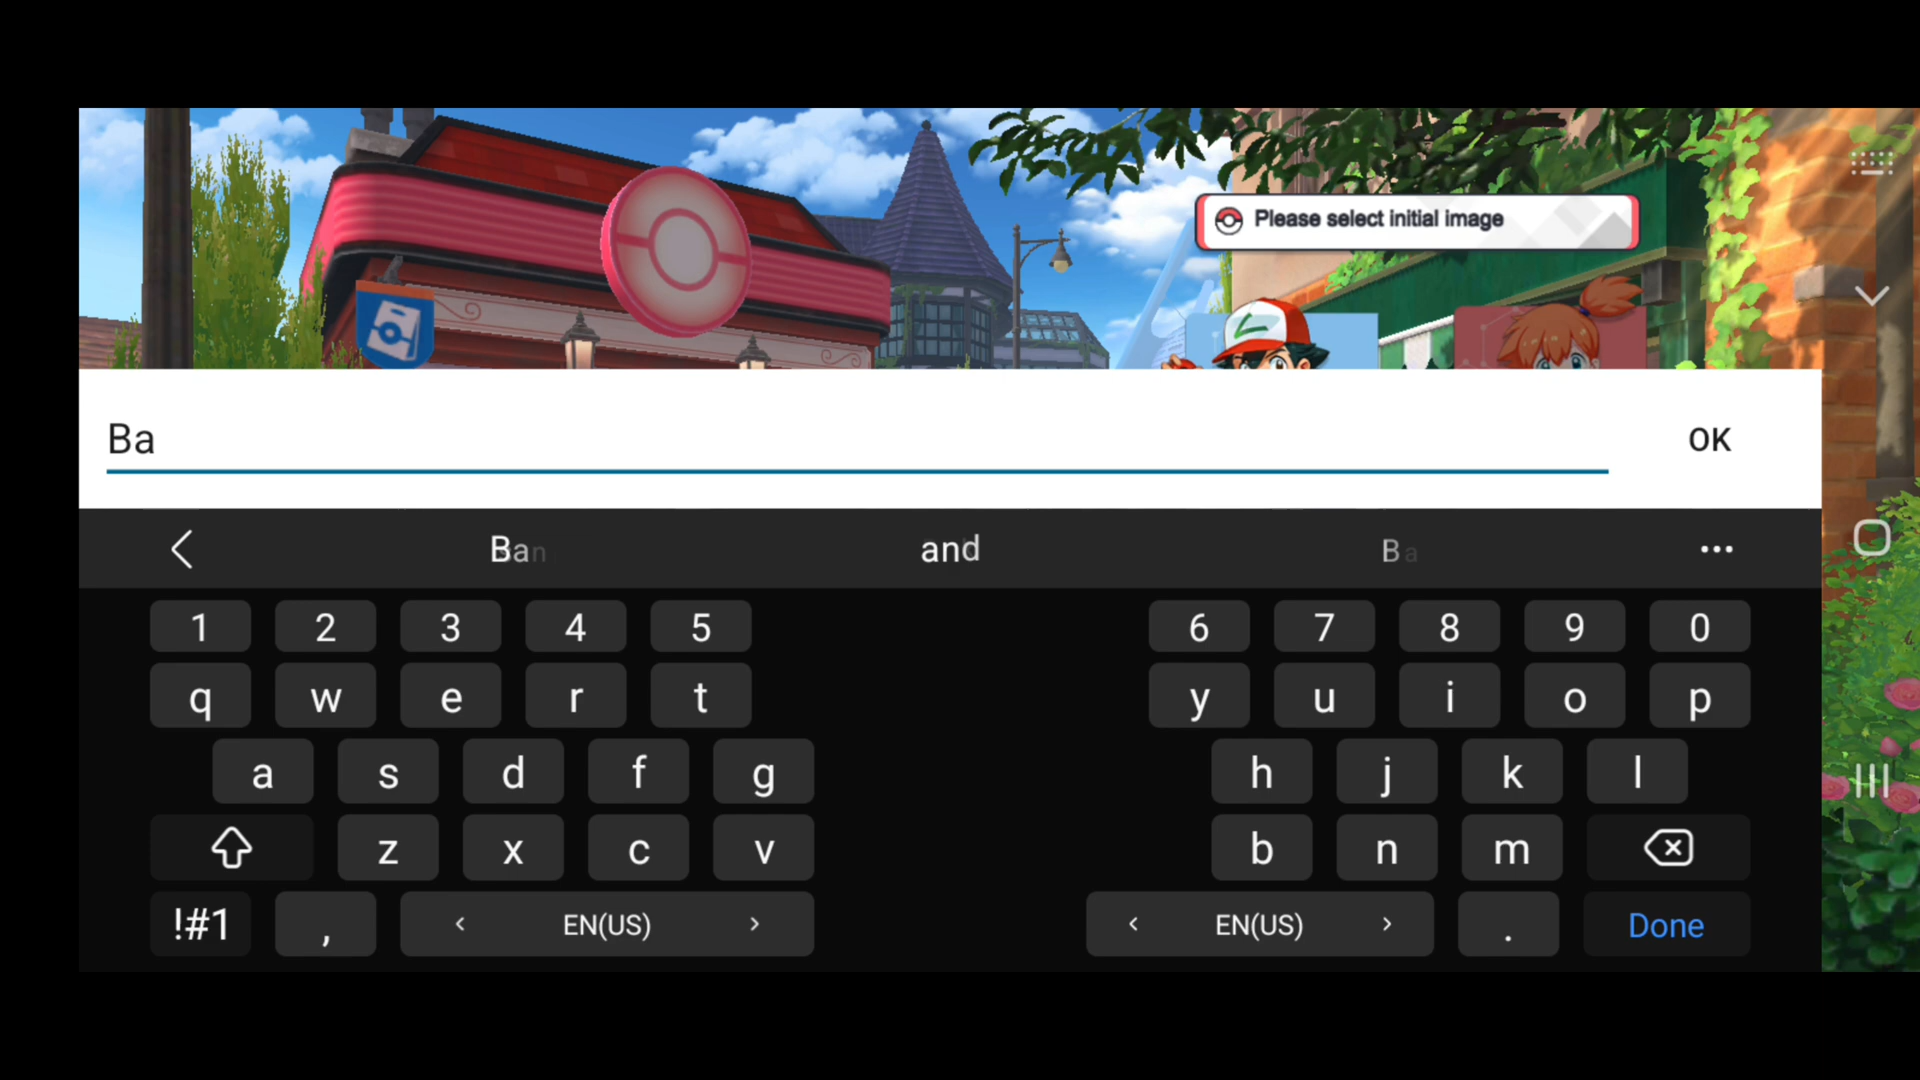 Please select initial image
Ba
OK
Ba and Ba
1 2 3 4 5 6 7 8 9 0
q w e r t y u i o p
a s d f g h j k l
z x c v b n m
!#1 , < EN(US) > < EN(US) > . Done